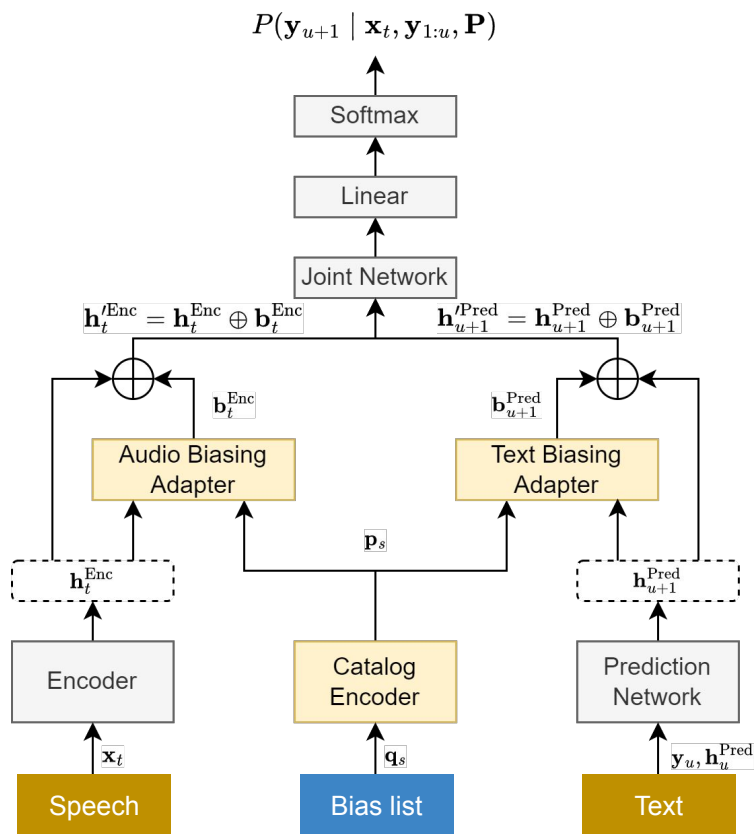 P(𝐲_{u+1} | 𝐱_t, 𝐲_{1:u}, 𝐏)
Softmax
Linear
Joint Network
𝐡′_t^{Enc} = 𝐡_t^{Enc} ⊕ 𝐛_t^{Enc}
𝐡′_{u+1}^{Pred} = 𝐡_{u+1}^{Pred} ⊕ 𝐛_{u+1}^{Pred}
𝐛_t^{Enc}
𝐛_{u+1}^{Pred}
Audio Biasing
Adapter
Text Biasing
Adapter
𝐩_s
𝐡_t^{Enc}
𝐡_{u+1}^{Pred}
Encoder
Catalog
Encoder
Prediction
Network
𝐱_t
𝐪_s
𝐲_u, 𝐡_u^{Pred}
Speech
Bias list
Text